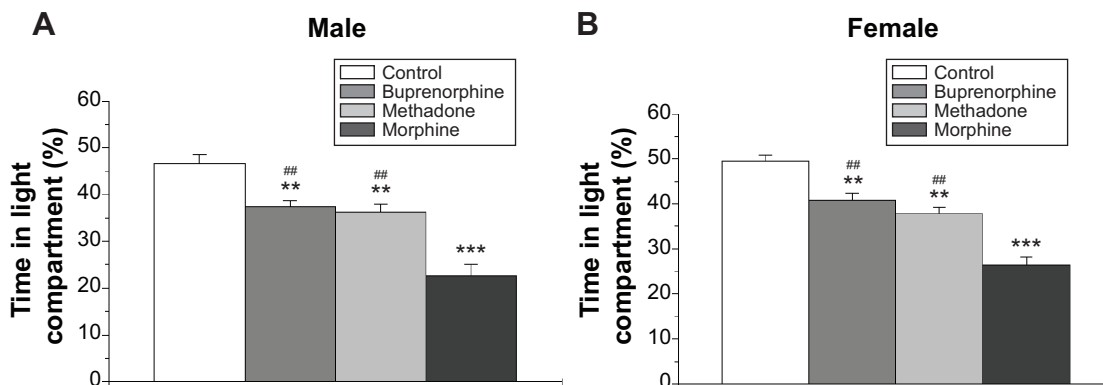 A
Male
Control
Buprenorphine
Methadone
Morphine
Time in light
compartment (%)
60
50
40
30
20
10
0
##
**
##
**
***
B
Female
Control
Buprenorphine
Methadone
Morphine
Time in light
compartment (%)
60
50
40
30
20
10
0
##
**
##
**
***